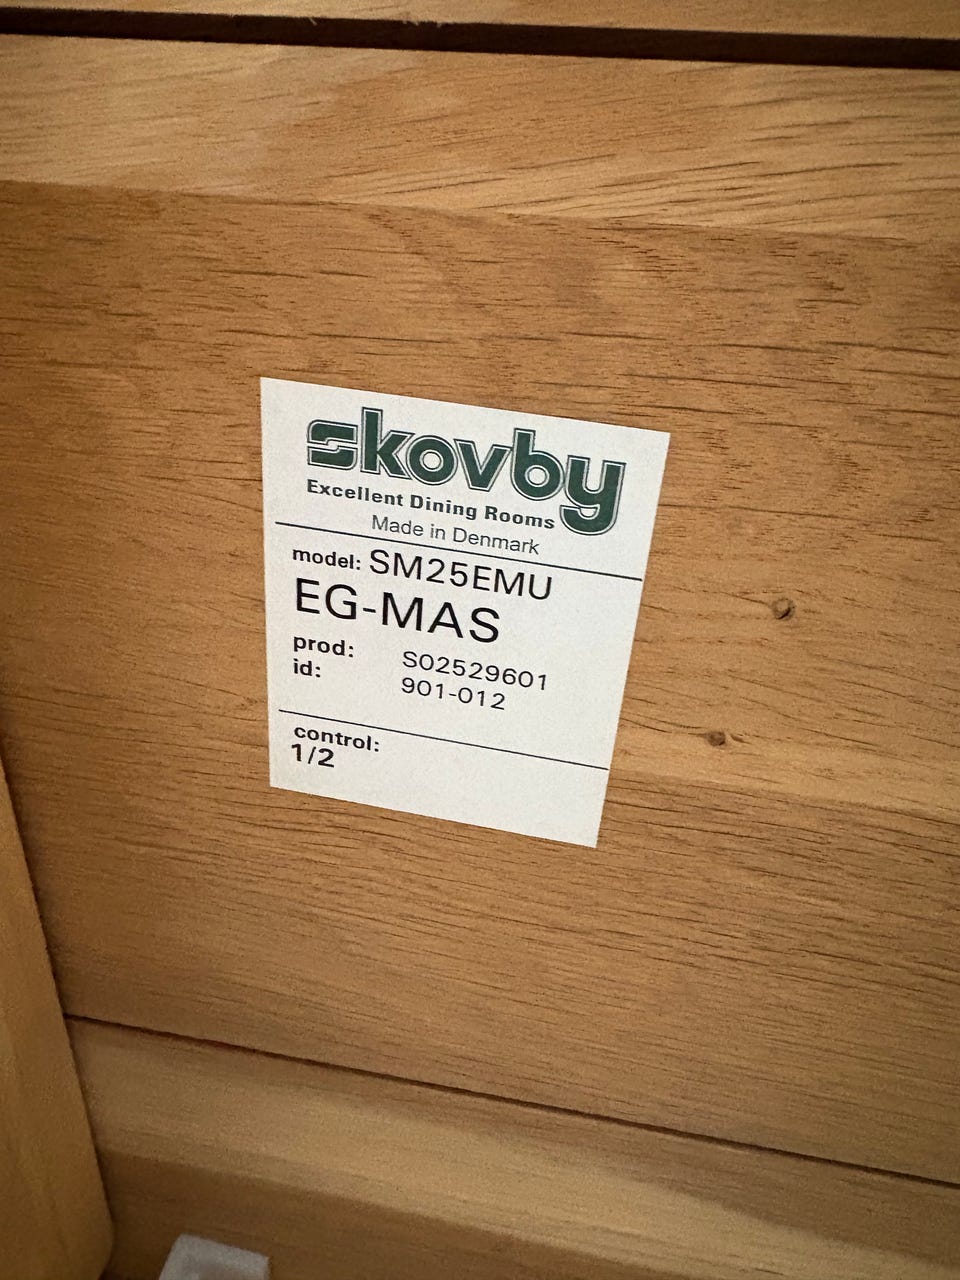 skovby
Excellent Dining Rooms
Made in Denmark
model: SM25EMU
EG-MAS
prod: S02529601
id: 901-012
control:
1/2